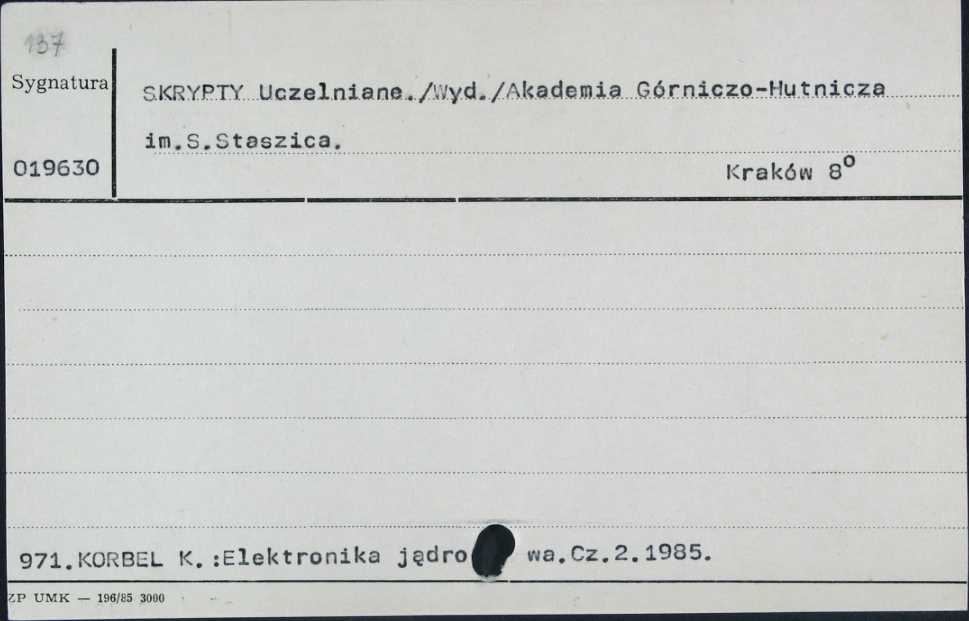 137
Sygnatura
SKRYPTY Uczelniane./Wyd./Akademia Górniczo-Hutnicza
im.S.Staszica.
019630
Kraków 8º
971.KORBEL K.:Elektronika jądro wa.Cz.2.1985.
ZP UMK — 196/85 3000